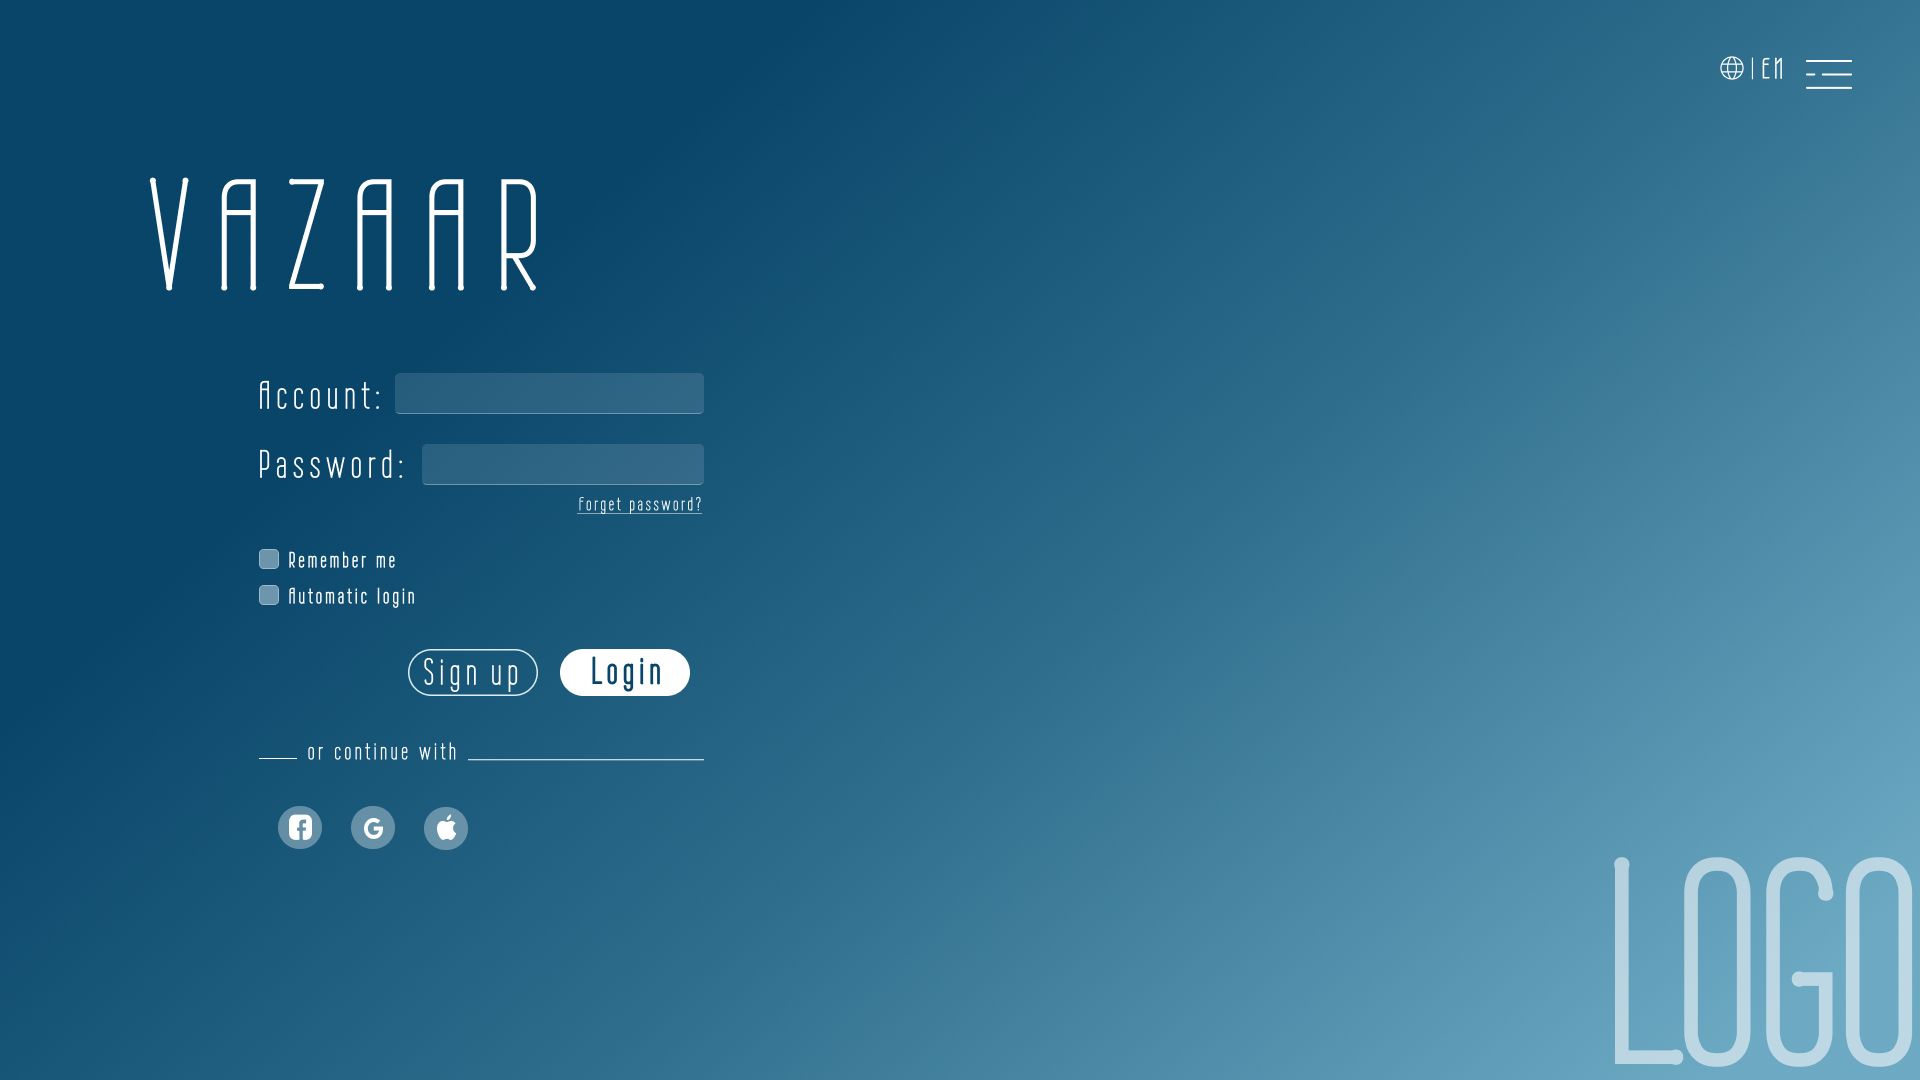 EN
VAZAAR
Account:
Password:
Forget password?
Remember me
Automatic login
Sign up Login
or continue with
LOGO